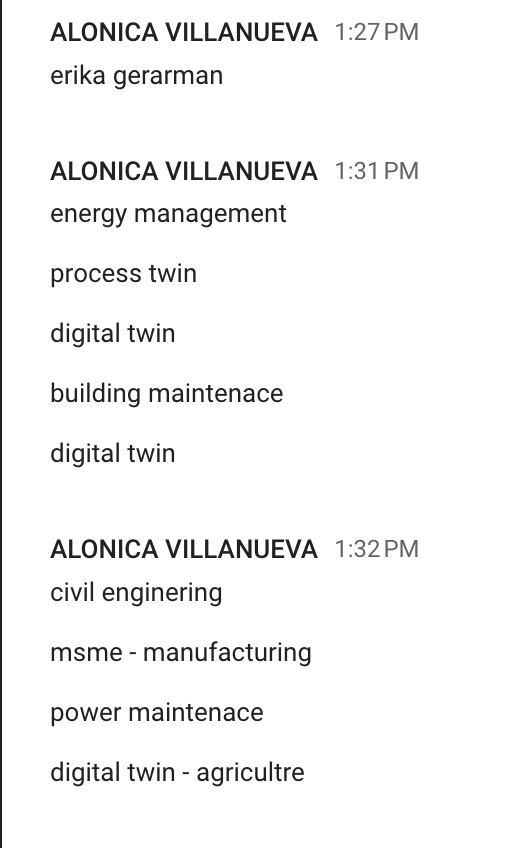 ALONICA VILLANUEVA 1:27 PM
erika gerarman
ALONICA VILLANUEVA 1:31 PM
energy management
process twin
digital twin
building maintenace
digital twin
ALONICA VILLANUEVA 1:32 PM
civil enginering
msme - manufacturing
power maintenace
digital twin - agricultre